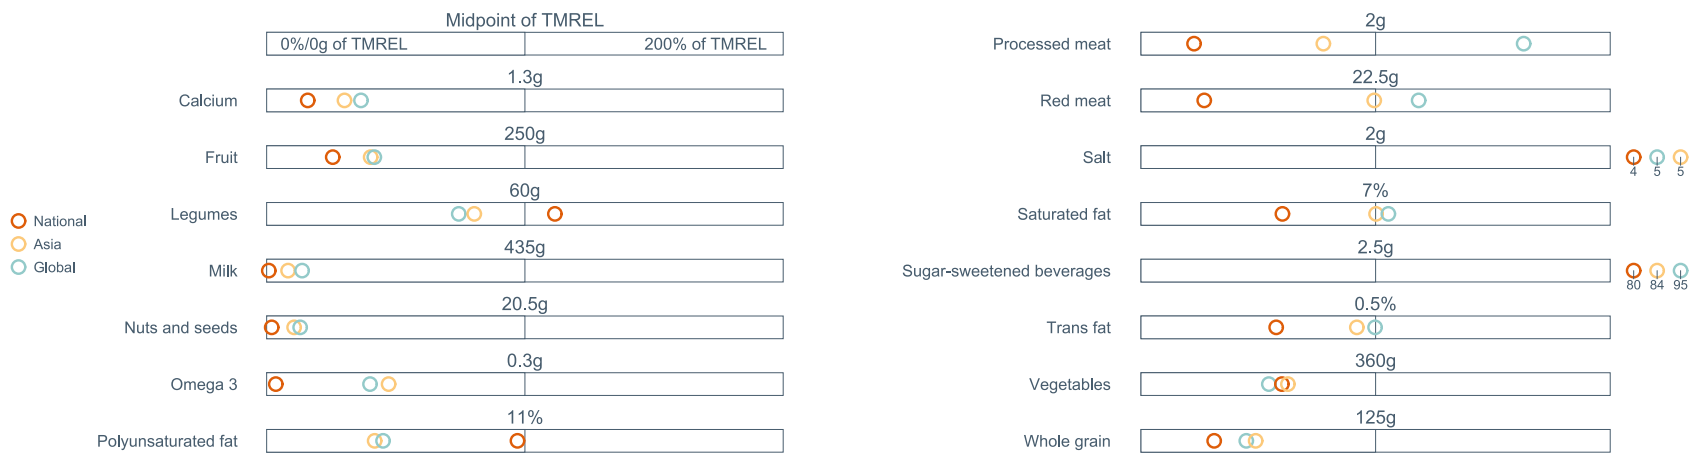 Midpoint of TMREL
0%/0g of TMREL 200% of TMREL
1.3g
Calcium
250g
Fruit
60g
Legumes
435g
Milk
20.5g
Nuts and seeds
0.3g
Omega 3
11%
Polyunsaturated fat
National
Asia
Global
2g
Processed meat
22.5g
Red meat
2g
Salt
4 5 5
7%
Saturated fat
2.5g
Sugar-sweetened beverages
80 84 95
0.5%
Trans fat
360g
Vegetables
125g
Whole grain